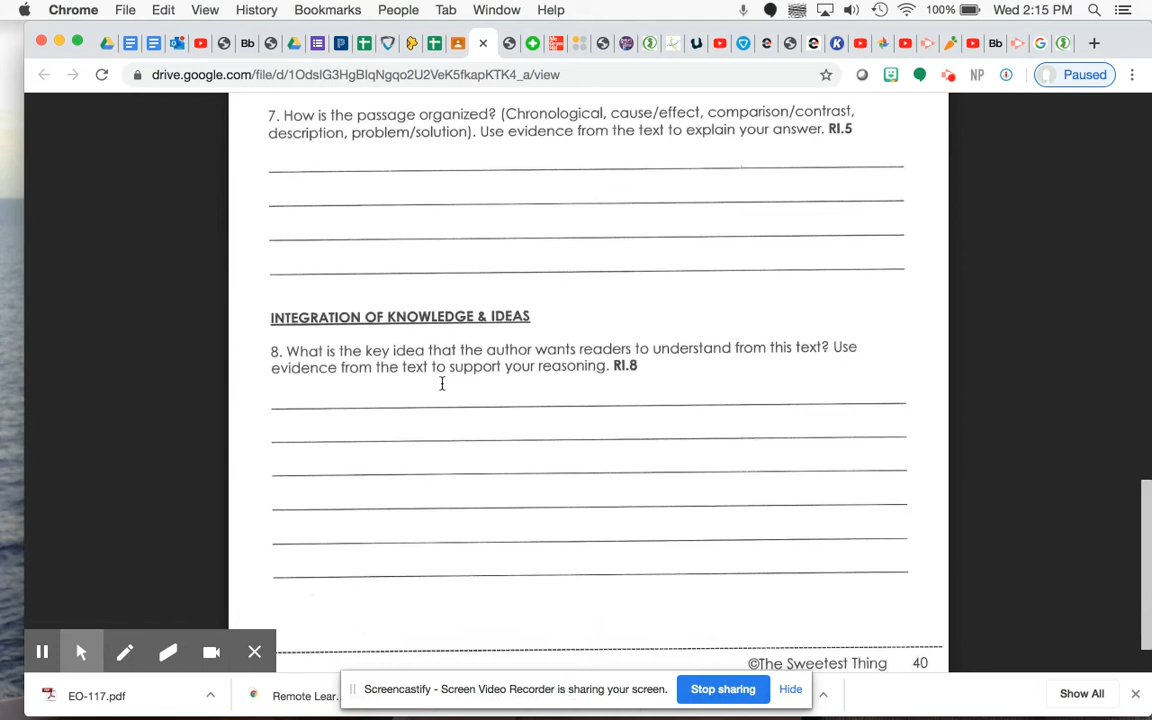 Chrome File Edit View History Bookmarks People Tab Window Help 100% Wed 2:15 PM
drive.google.com/file/d/1OdsIG3HgBIqNgqo2U2VeK5fkapKTK4_a/view NP Paused
7. How is the passage organized? (Chronological, cause/effect, comparison/contrast,
description, problem/solution). Use evidence from the text to explain your answer. RI.5
INTEGRATION OF KNOWLEDGE & IDEAS
8. What is the key idea that the author wants readers to understand from this text? Use
evidence from the text to support your reasoning. RI.8
©The Sweetest Thing 40
Screencastify - Screen Video Recorder is sharing your screen. Stop sharing Hide
EO-117.pdf Remote Lear... Show All